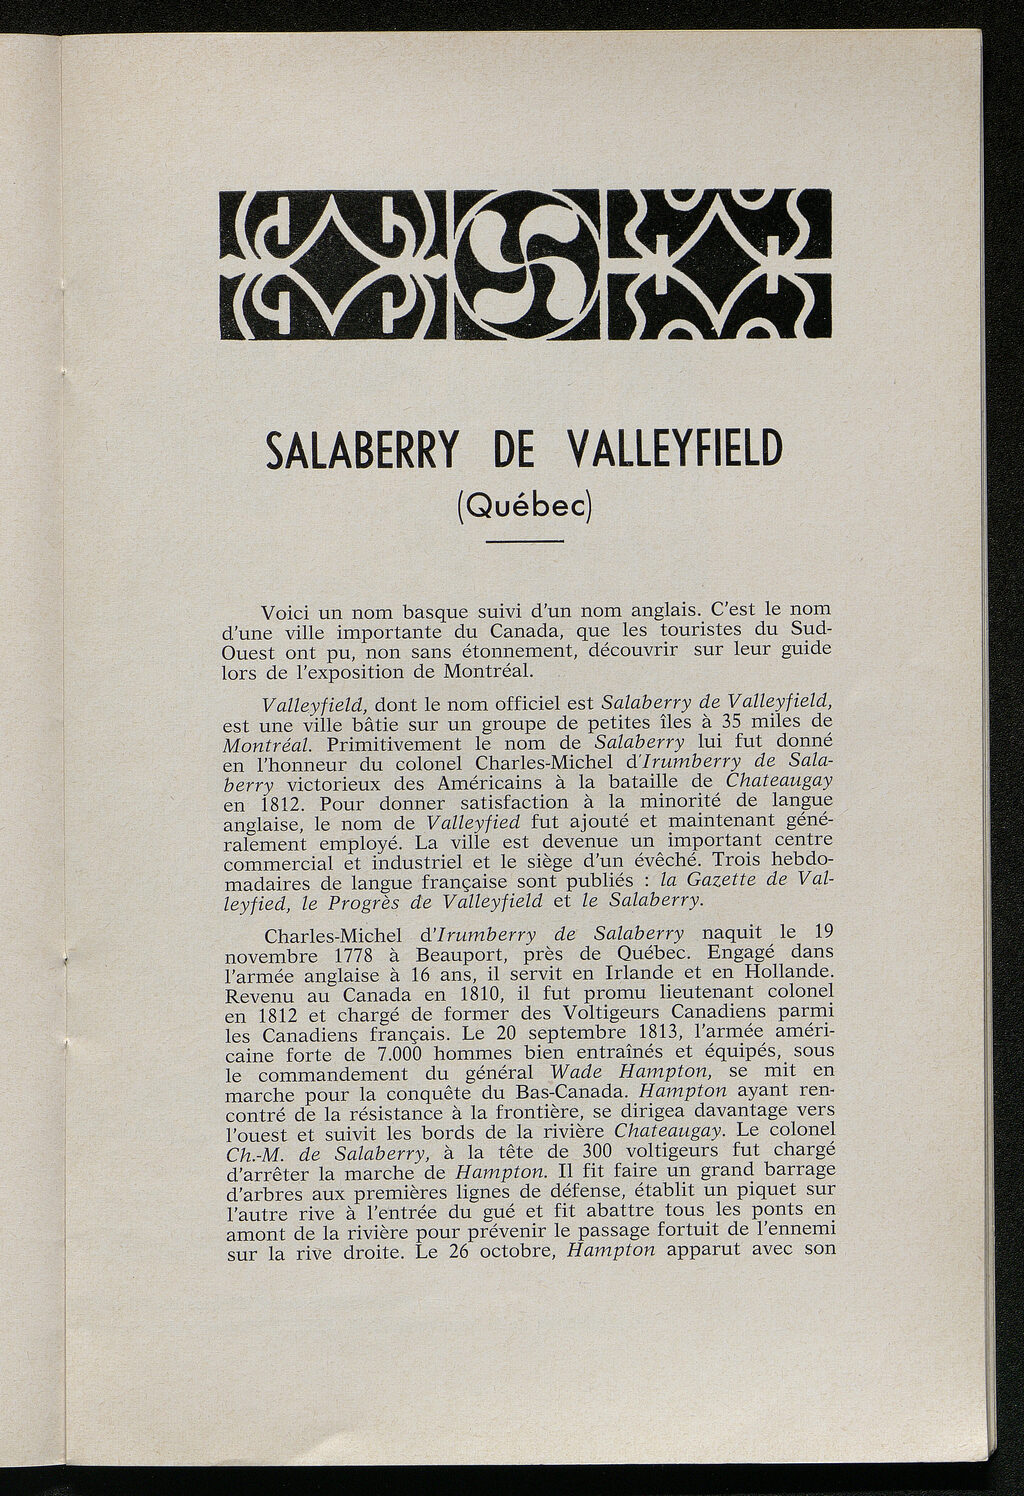 SALABERRY DE VALLEYFIELD
(Québec)
Voici un nom basque suivi d'un nom anglais. C'est le nom
d'une ville importante du Canada, que les touristes du Sud-
Ouest ont pu, non sans étonnement, découvrir sur leur guide
lors de l'exposition de Montréal.
Valleyfield, dont le nom officiel est Salaberry de Valleyfield,
est une ville bâtie sur un groupe de petites îles à 35 miles de
Montréal. Primitivement le nom de Salaberry lui fut donné
en l'honneur du colonel Charles-Michel d'Irumberry de Sala-
berry victorieux des Américains à la bataille de Chateaugay
en 1812. Pour donner satisfaction à la minorité de langue
anglaise, le nom de Valleyfied fut ajouté et maintenant géné-
ralement employé. La ville est devenue un important centre
commercial et industriel et le siège d'un évêché. Trois hebdo-
madaires de langue française sont publiés : la Gazette de Val-
leyfied, le Progrès de Valleyfield et le Salaberry.
Charles-Michel d'Irumberry de Salaberry naquit le 19
novembre 1778 à Beauport, près de Québec. Engagé dans
l'armée anglaise à 16 ans, il servit en Irlande et en Hollande.
Revenu au Canada en 1810, il fut promu lieutenant colonel
en 1812 et chargé de former des Voltigeurs Canadiens parmi
les Canadiens français. Le 20 septembre 1813, l'armée améri-
caine forte de 7.000 hommes bien entraînés et équipés, sous
le commandement du général Wade Hampton, se mit en
marche pour la conquête du Bas-Canada. Hampton ayant ren-
contré de la résistance à la frontière, se dirigea davantage vers
l'ouest et suivit les bords de la rivière Chateaugay. Le colonel
Ch.-M. de Salaberry, à la tête de 300 voltigeurs fut chargé
d'arrêter la marche de Hampton. Il fit faire un grand barrage
d'arbres aux premières lignes de défense, établit un piquet sur
l'autre rive à l'entrée du gué et fit abattre tous les ponts en
amont de la rivière pour prévenir le passage fortuit de l'ennemi
sur la rive droite. Le 26 octobre, Hampton apparut avec son